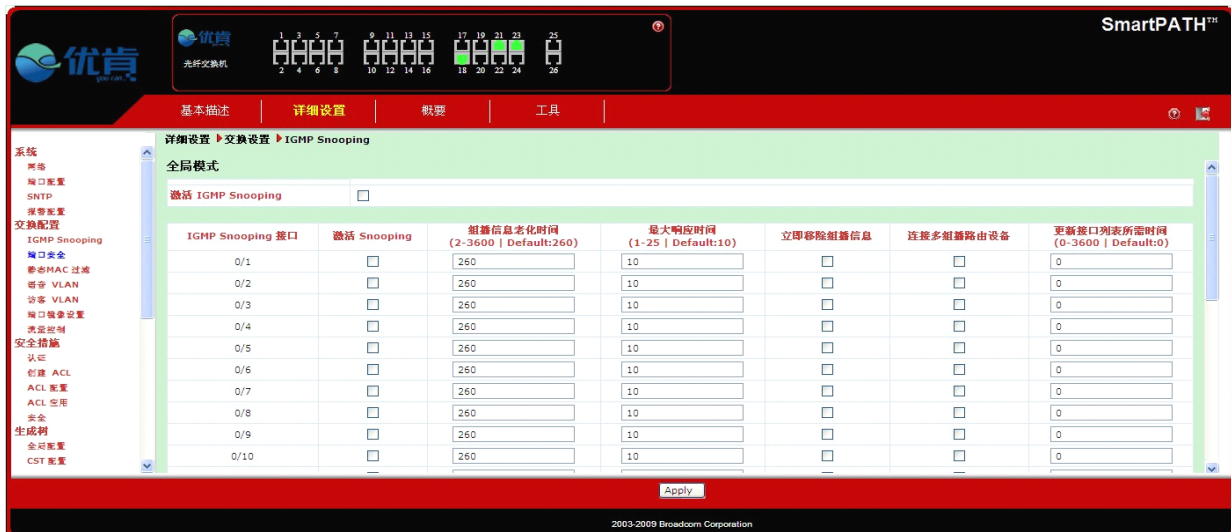 SmartPATH™
优肯
you can.
优肯
光纤交换机
1 3 5 7 9 11 13 15 17 19 21 23 25
2 4 6 8 10 12 14 16 18 20 22 24 26
基本描述 详细设置 概要 工具
详细设置 交换设置 IGMP Snooping
系统
网络
端口配置
SNTP
报警配置
交换配置
IGMP Snooping
端口安全
静态MAC 过滤
语音 VLAN
访客 VLAN
端口镜像设置
流量控制
安全措施
认证
创建 ACL
ACL 配置
ACL 应用
安全
生成树
全局配置
CST 配置
全局模式
激活 IGMP Snooping
IGMP Snooping 接口 激活 Snooping 组播信息老化时间 (2-3600 | Default:260) 最大响应时间 (1-25 | Default:10) 立即移除组播信息 连接多组播路由设备 更新接口列表所需时间 (0-3600 | Default:0)
0/1 260 10 0
0/2 260 10 0
0/3 260 10 0
0/4 260 10 0
0/5 260 10 0
0/6 260 10 0
0/7 260 10 0
0/8 260 10 0
0/9 260 10 0
0/10 260 10 0
Apply
2003-2009 Broadcom Corporation